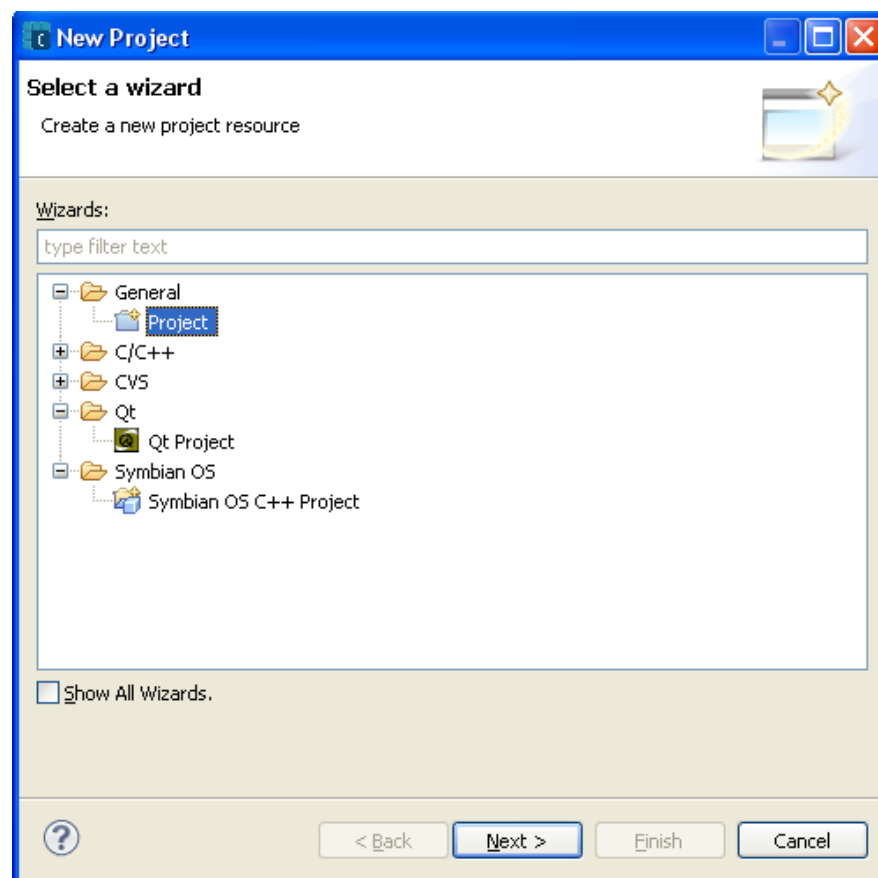 New Project
Select a wizard
Create a new project resource
Wizards:
type filter text
General
Project
C/C++
CVS
Qt
Qt Project
Symbian OS
Symbian OS C++ Project
Show All Wizards.
< Back Next > Finish Cancel